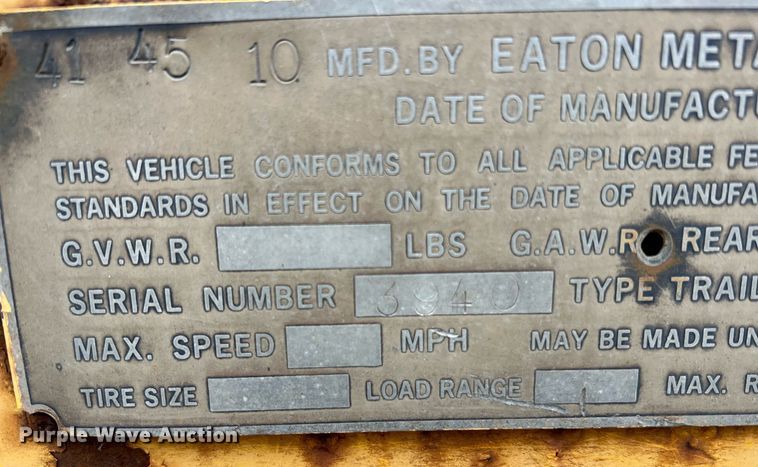 41 45 10 MFD. BY EATON META
DATE OF MANUFACTU
THIS VEHICLE CONFORMS TO ALL APPLICABLE FE
STANDARDS IN EFFECT ON THE DATE OF MANUFA
G.V.W.R. LBS G.A.W.R REAR
SERIAL NUMBER 3940 TYPE TRAIL
MAX. SPEED MPH MAY BE MADE UN
TIRE SIZE LOAD RANGE MAX. R
Purple Wave Auction